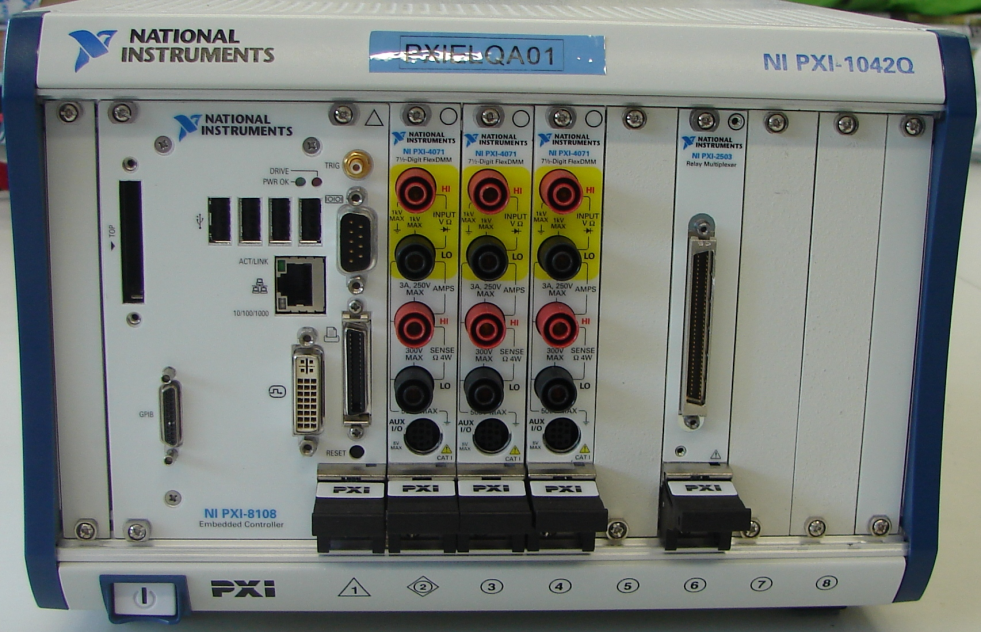 NATIONAL
INSTRUMENTS
PXIELQA01
NI PXI-1042Q
NATIONAL
INSTRUMENTS
TRIG
DRIVE
PWR OK
TOP
ACT/LINK
10/100/1000
GPIB
RESET
NI PXI-8108
Embedded Controller
PXI
NATIONAL
INSTRUMENTS
NI PXI-4071
7½-Digit FlexDMM
HI
1kV
MAX
1kV
MAX
INPUT
V Ω
LO
3A, 250V
MAX
AMPS
HI
300V
MAX
SENSE
Ω 4W
LO
AUX
I/O
CAT I
PXI
NATIONAL
INSTRUMENTS
NI PXI-4071
7½-Digit FlexDMM
HI
1kV
MAX
1kV
MAX
INPUT
V Ω
LO
3A, 250V
MAX
AMPS
HI
300V
MAX
SENSE
Ω 4W
LO
AUX
I/O
CAT I
PXI
NATIONAL
INSTRUMENTS
NI PXI-4071
7½-Digit FlexDMM
HI
1kV
MAX
1kV
MAX
INPUT
V Ω
LO
3A, 250V
MAX
AMPS
HI
300V
MAX
SENSE
Ω 4W
LO
AUX
I/O
CAT I
PXI
NATIONAL
INSTRUMENTS
NI PXI-2503
Relay Multiplexer
PXI
PXI
1 2 3 4 5 6 7 8